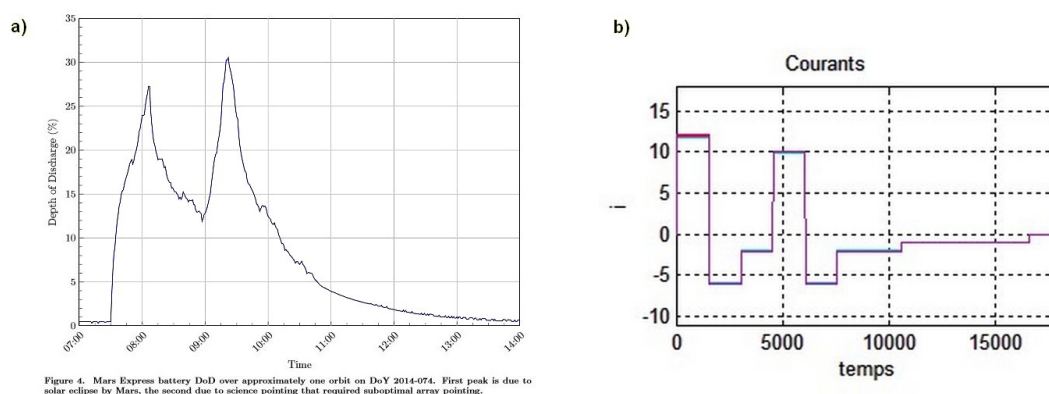 a)
35
30
25
20
15
10
5
0
Depth of Discharge (%)
07:00 08:00 09:00 10:00 11:00 12:00 13:00 14:00
Time
Figure 4. Mars Express battery DoD over approximately one orbit on DoY 2014-074. First peak is due to
solar eclipse by Mars, the second due to science pointing that required suboptimal array pointing.
b)
Courants
15
10
5
0
-5
-10
i
0 5000 10000 15000
temps